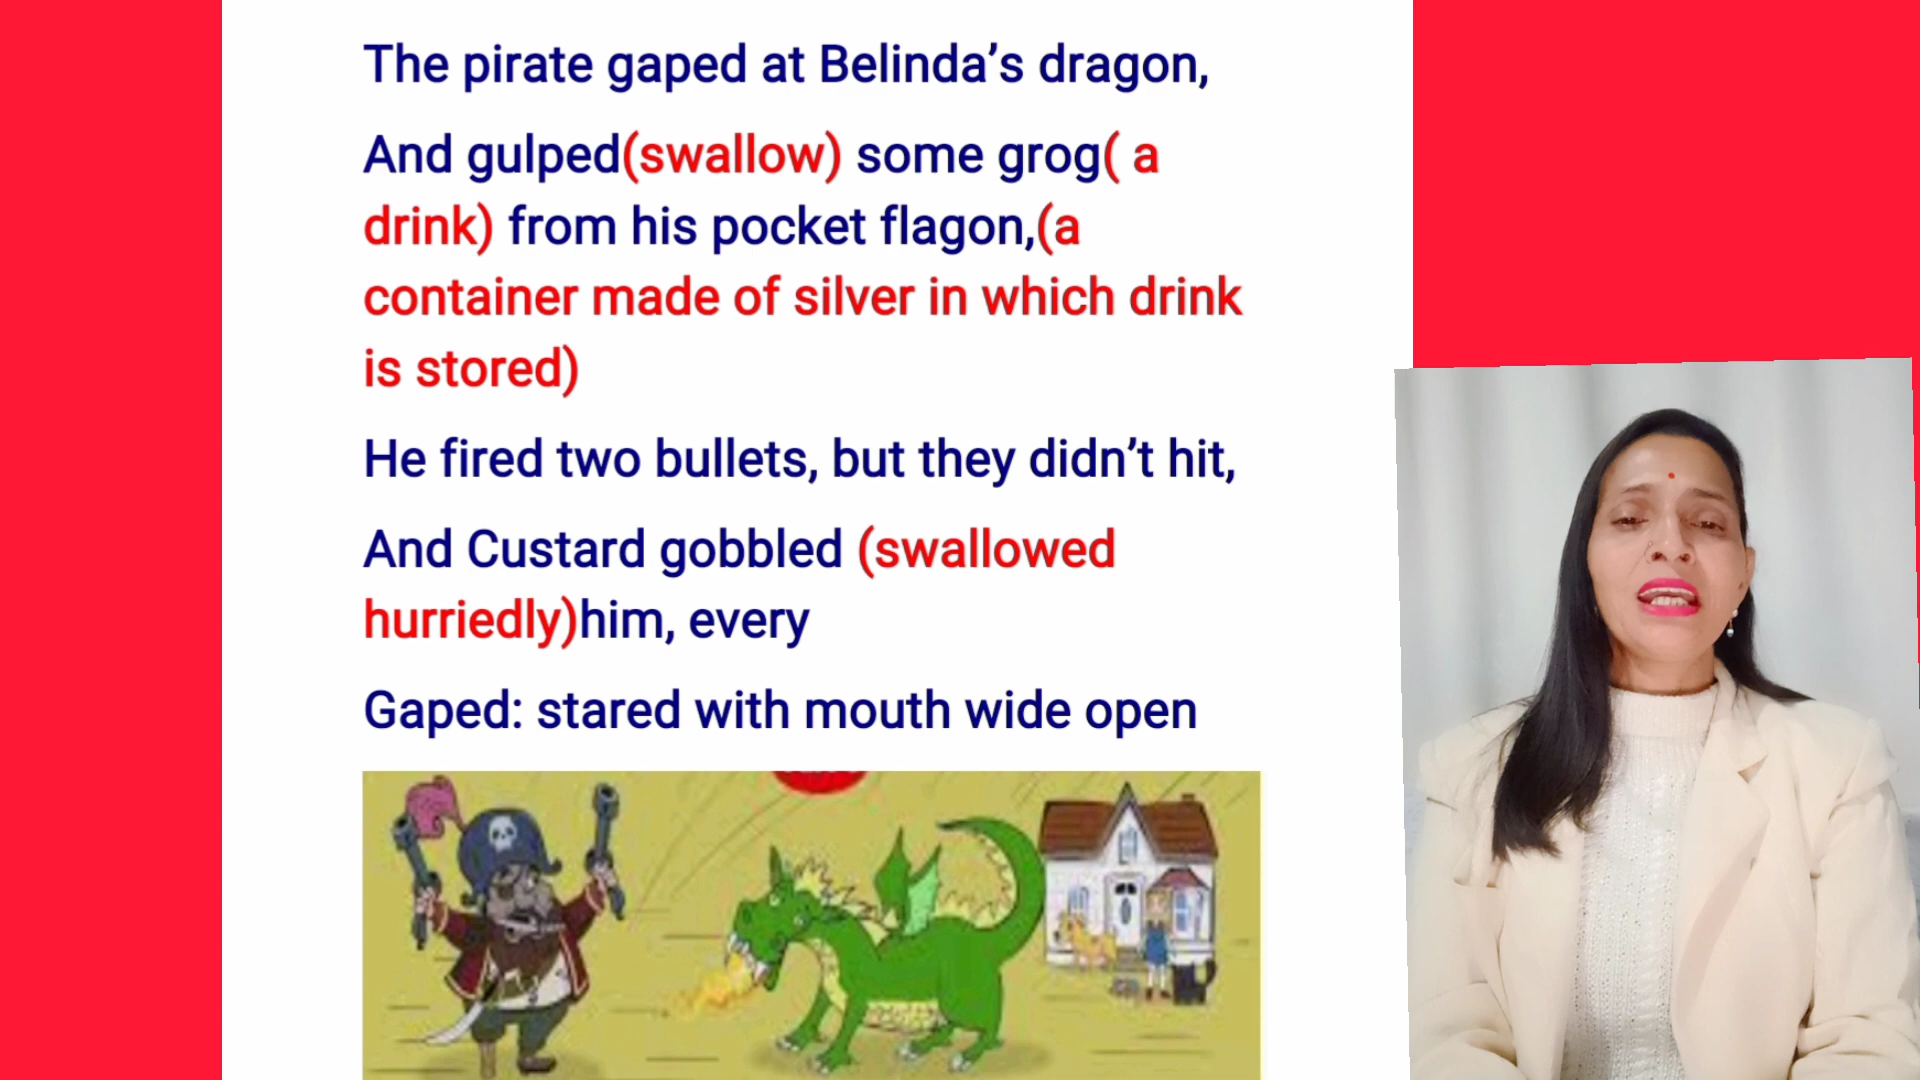 The pirate gaped at Belinda’s dragon,
And gulped(swallow) some grog( a
drink) from his pocket flagon,(a
container made of silver in which drink
is stored)
He fired two bullets, but they didn’t hit,
And Custard gobbled (swallowed
hurriedly)him, every
Gaped: stared with mouth wide open